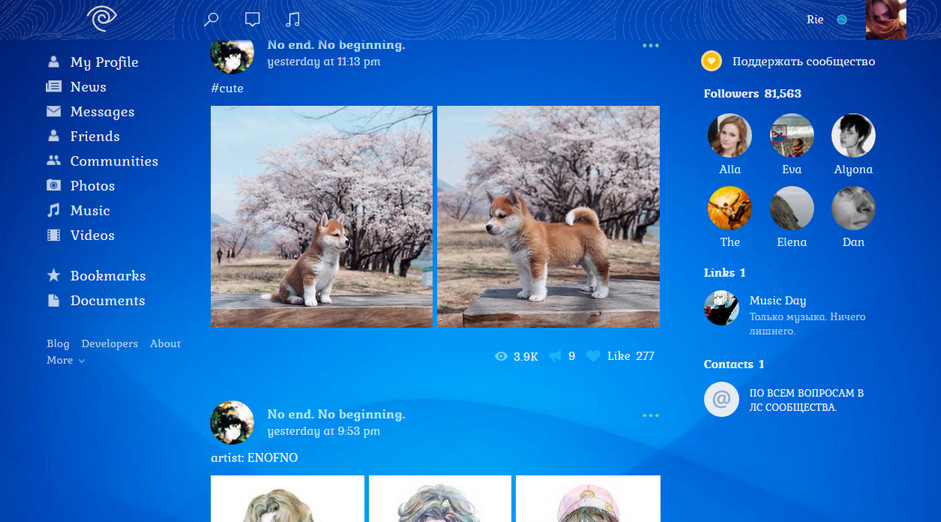 Rie
My Profile
News
Messages
Friends
Communities
Photos
Music
Videos
Bookmarks
Documents
Blog Developers About
More
No end. No beginning.
yesterday at 11:13 pm
#cute
3.9K 9 Like 277
No end. No beginning.
yesterday at 9:53 pm
artist: ENOFNO
Поддержать сообщество
Followers 81,563
Alla Eva Alyona
The Elena Dan
Links 1
Music Day
Только музыка. Ничего
лишнего.
Contacts 1
@
ПО ВСЕМ ВОПРОСАМ В
ЛС СООБЩЕСТВА.